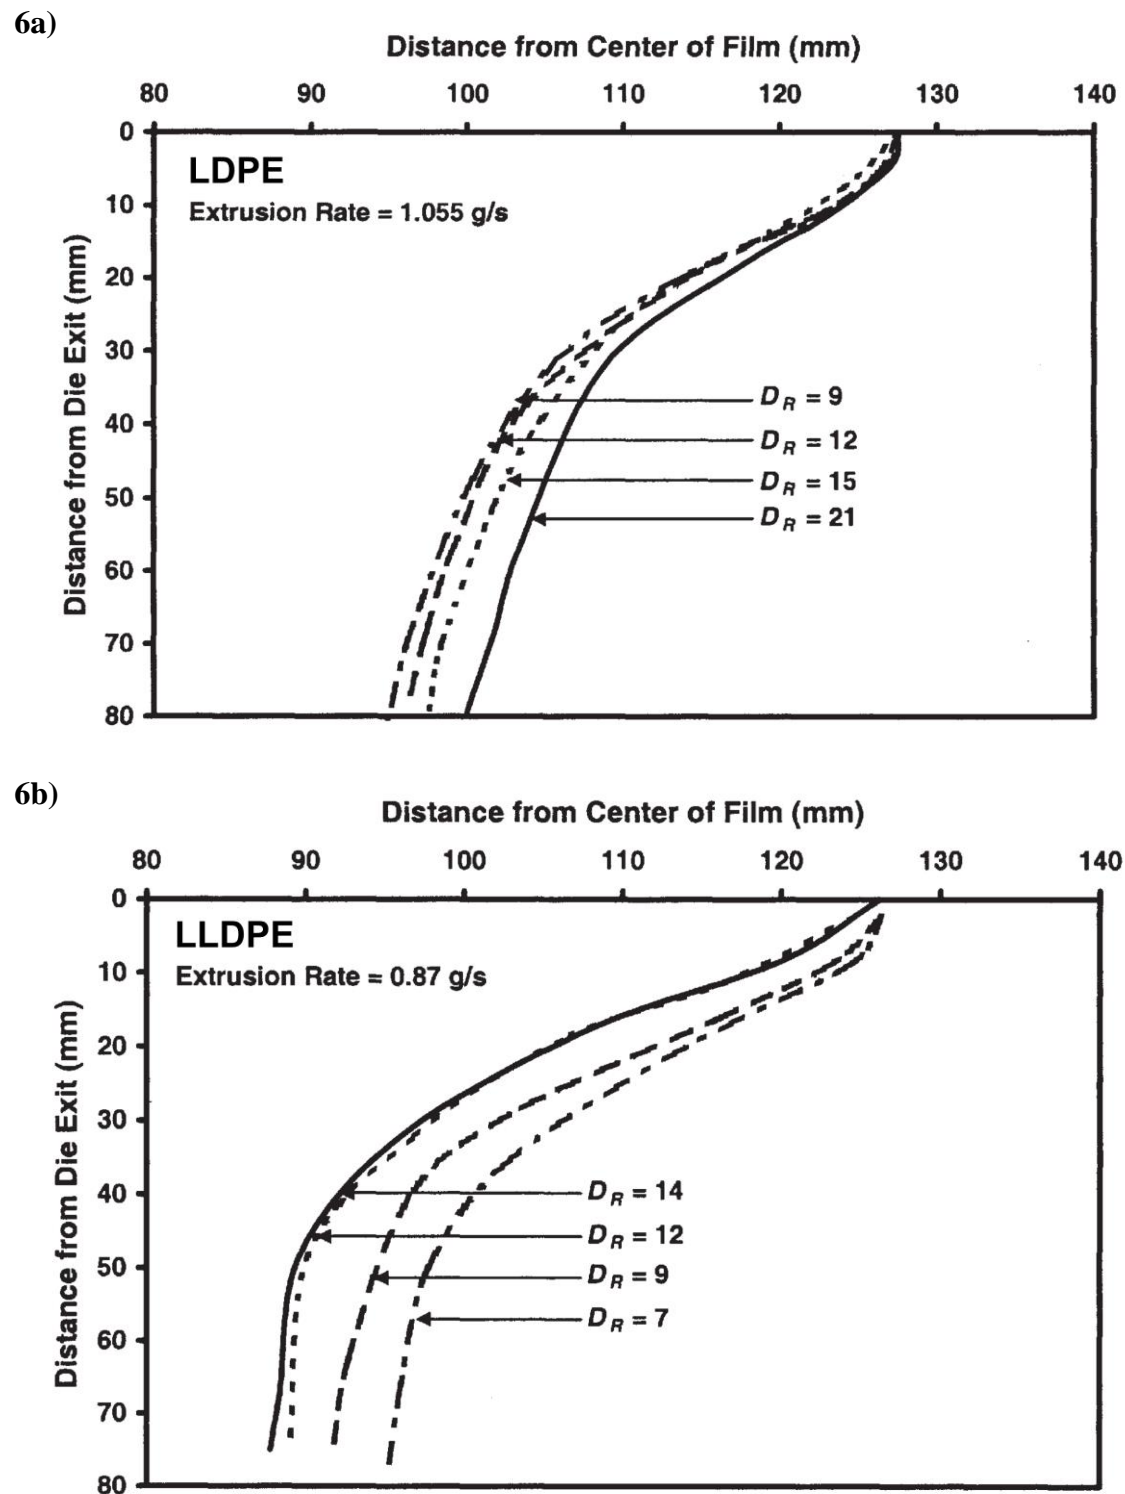 6a)
Distance from Center of Film (mm)
80 90 100 110 120 130 140
0
LDPE
Extrusion Rate = 1.055 g/s
10
20
30
40
50
60
70
80
Distance from Die Exit (mm)
D_R = 9
D_R = 12
D_R = 15
D_R = 21
6b)
Distance from Center of Film (mm)
80 90 100 110 120 130 140
0
LLDPE
Extrusion Rate = 0.87 g/s
10
20
30
40
50
60
70
80
Distance from Die Exit (mm)
D_R = 14
D_R = 12
D_R = 9
D_R = 7